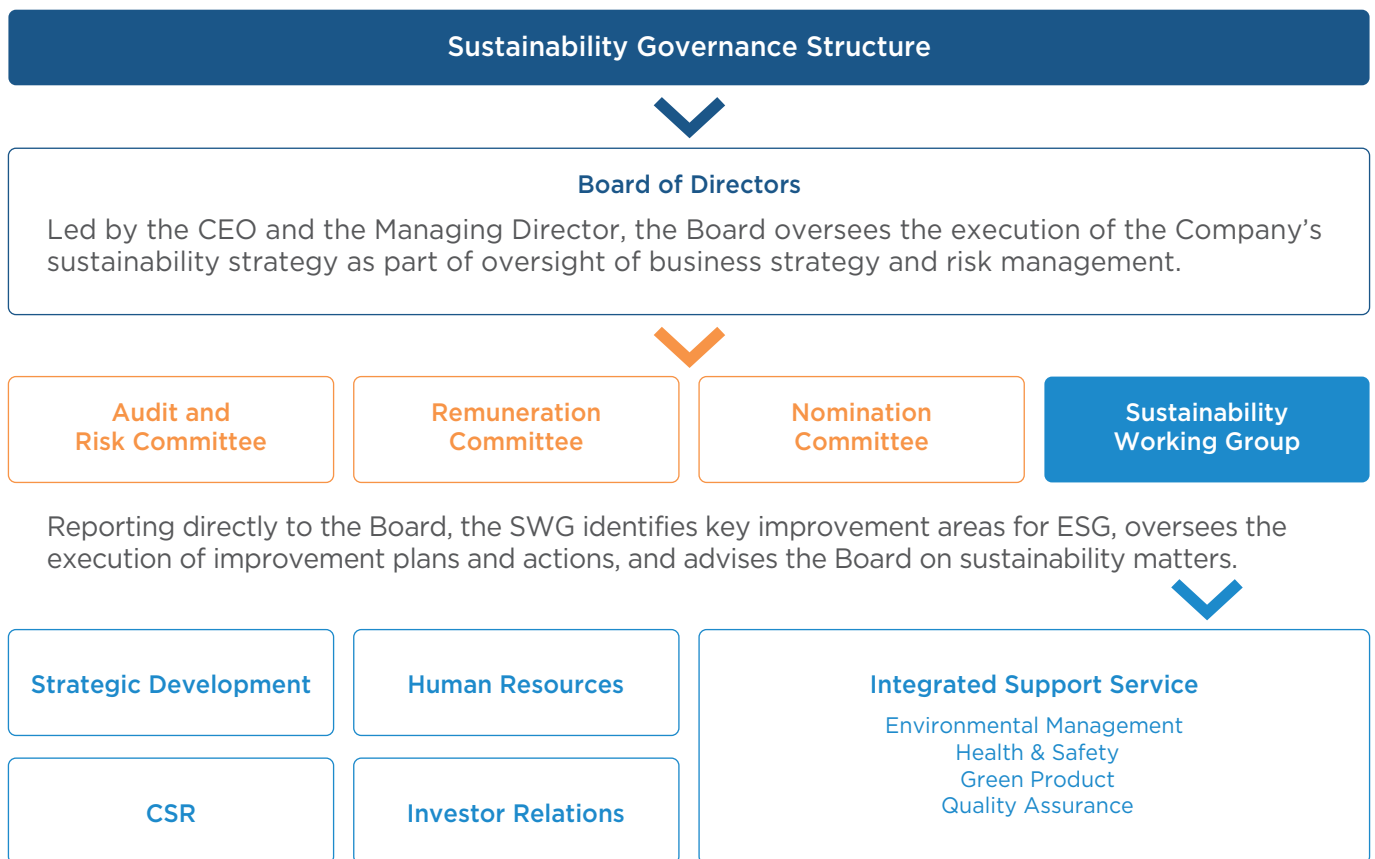 Sustainability Governance Structure
Board of Directors
Led by the CEO and the Managing Director, the Board oversees the execution of the Company’s
sustainability strategy as part of oversight of business strategy and risk management.
Audit and
Risk Committee
Remuneration
Committee
Nomination
Committee
Sustainability
Working Group
Reporting directly to the Board, the SWG identifies key improvement areas for ESG, oversees the
execution of improvement plans and actions, and advises the Board on sustainability matters.
Strategic Development
Human Resources
Integrated Support Service
Environmental Management
Health & Safety
Green Product
Quality Assurance
CSR
Investor Relations